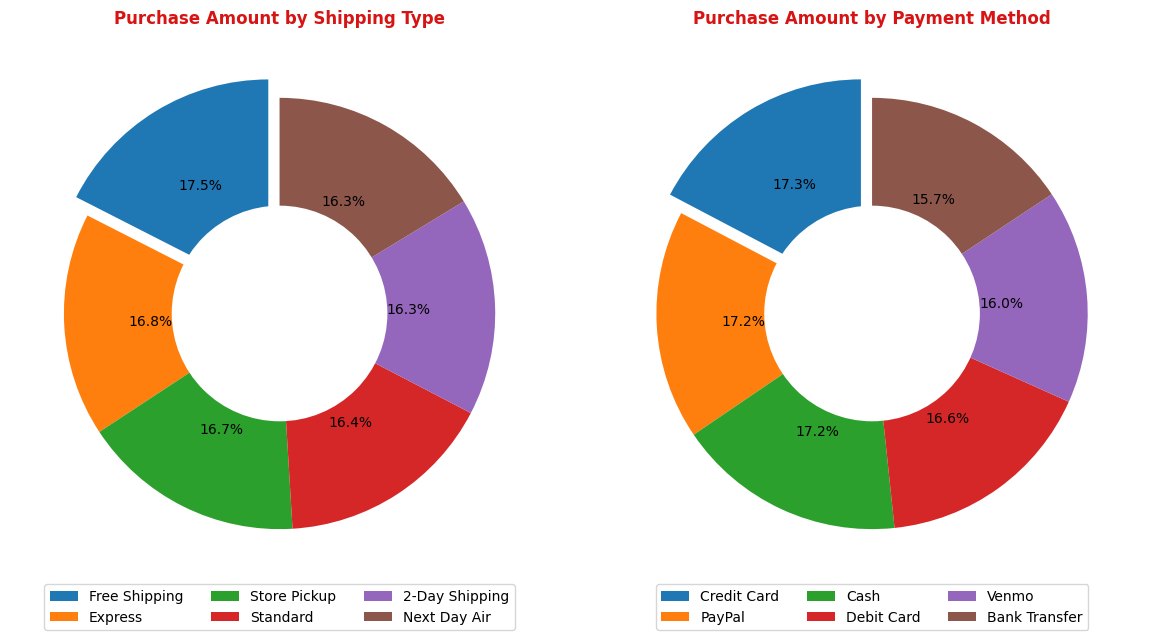 Purchase Amount by Shipping Type
17.5%
16.3%
16.8%
16.3%
16.7%
16.4%
Free Shipping
Express
Store Pickup
Standard
2-Day Shipping
Next Day Air
Purchase Amount by Payment Method
17.3%
15.7%
17.2%
16.0%
17.2%
16.6%
Credit Card
PayPal
Cash
Debit Card
Venmo
Bank Transfer